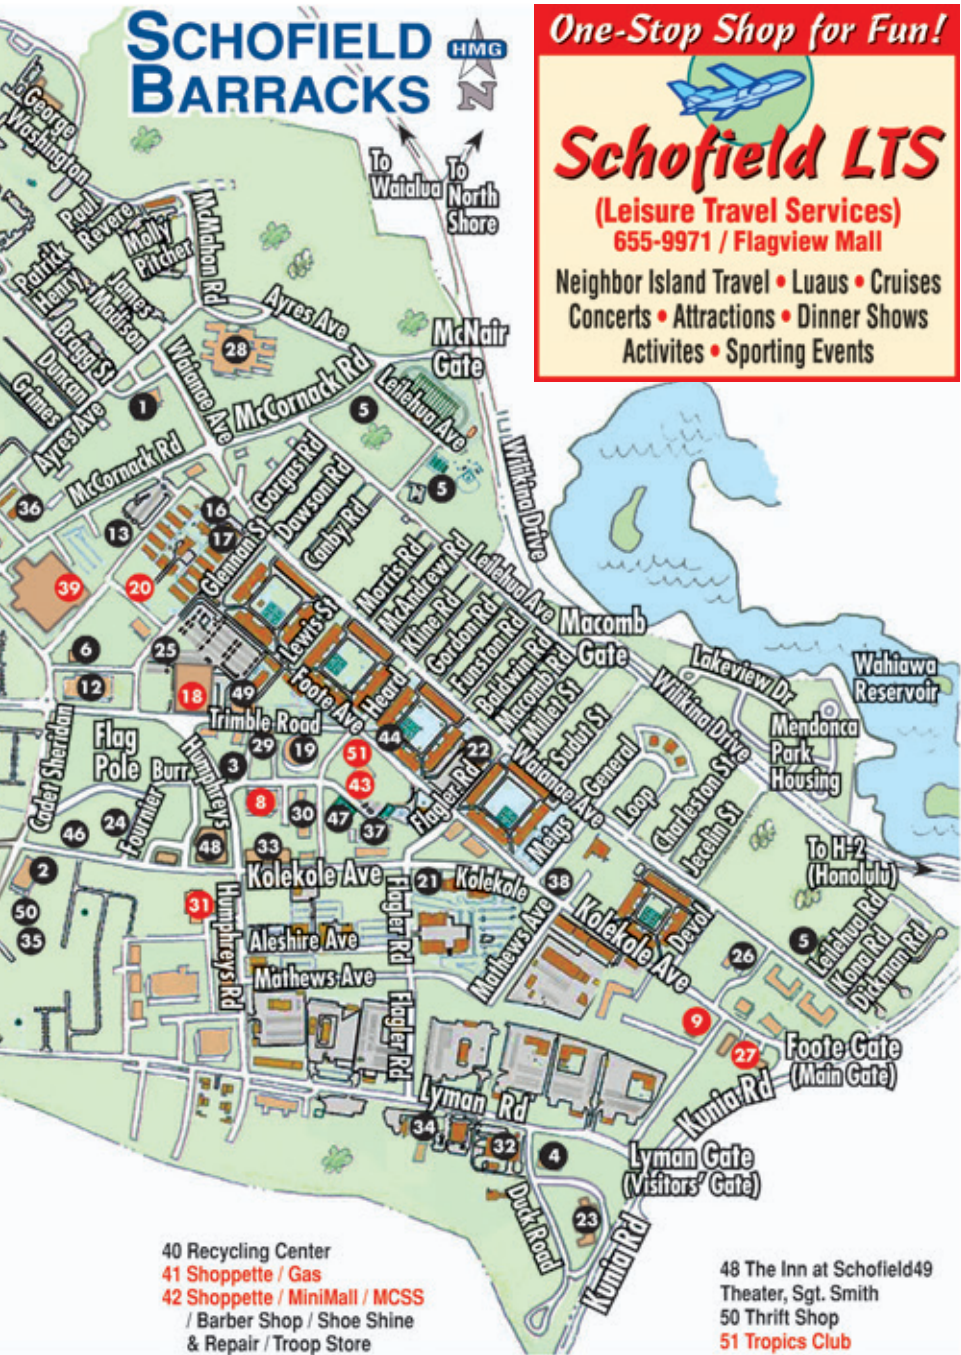 SCHOFIELD
BARRACKS
HMG
N
One-Stop Shop for Fun!
Schofield LTS
(Leisure Travel Services)
655-9971 / Flagview Mall
Neighbor Island Travel • Luaus • Cruises
Concerts • Attractions • Dinner Shows
Activites • Sporting Events
To
Waialua
To
North
Shore
George
Washington
Paul
Revere
Molly
Pitcher
McMahon Rd
Patrick
Henry
James
Madison
Bragg St
Duncan
Grimes
Ayres Ave
McNair
Gate
28
Waianae Ave
McCornack Rd
Leilehua Ave
1
5
Ayres Ave
McCornack Rd
5
Wilikina Drive
36
13
16
17
Gorgas Rd
Dawson Rd
Canby Rd
Glennan St
39
20
Morris Rd
McAndrew Rd
Kline Rd
Gordon Rd
Funston Rd
Baldwin Rd
Macomb Rd
Millet St
Sudut St
Leilehua Ave
Macomb
Gate
Lewis St
Foote Ave
Heard
6
25
12
18
49
Lakeview Dr
Wilikina Drive
Wahiawa
Reservoir
Mendonca
Park
Housing
Trimble Road
Flag
Pole
Cadet Sheridan
Burr
Humphreys
3
29
19
51
44
22
43
8
30
47
37
Flagler Rd
Waianae Ave
General
Loop
Charleston St
Jecelin St
Meigs
46
24
Fournier
48
33
To H-2
(Honolulu)
2
50
35
31
Kolekole Ave
21
Kolekole
38
Humphreys Rd
Flagler Rd
Aleshire Ave
Mathews Ave
Mathews Ave
Kolekole Ave
Devol
26
5
Leilehua Rd
Kona Rd
Dickman Rd
Flagler Rd
9
27
Foote Gate
(Main Gate)
Kunia Rd
Lyman Rd
34
32
4
Lyman Gate
(Visitors' Gate)
Duck Road
23
Kunia Rd
40 Recycling Center
41 Shoppette / Gas
42 Shoppette / MiniMall / MCSS
/ Barber Shop / Shoe Shine
& Repair / Troop Store
48 The Inn at Schofield49
Theater, Sgt. Smith
50 Thrift Shop
51 Tropics Club